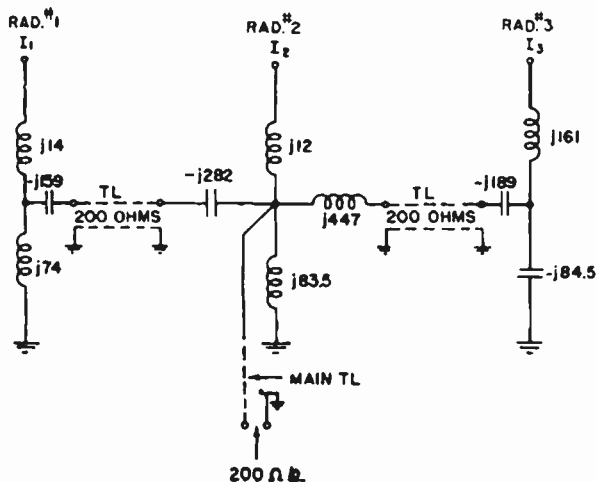 RAD.#1
I1
RAD.#2
I2
RAD.#3
I3
j14
j12
j161
-j159
TL
-j282
TL
-j189
200 OHMS
j447
200 OHMS
j74
j83.5
-j84.5
MAIN TL
200 Ω